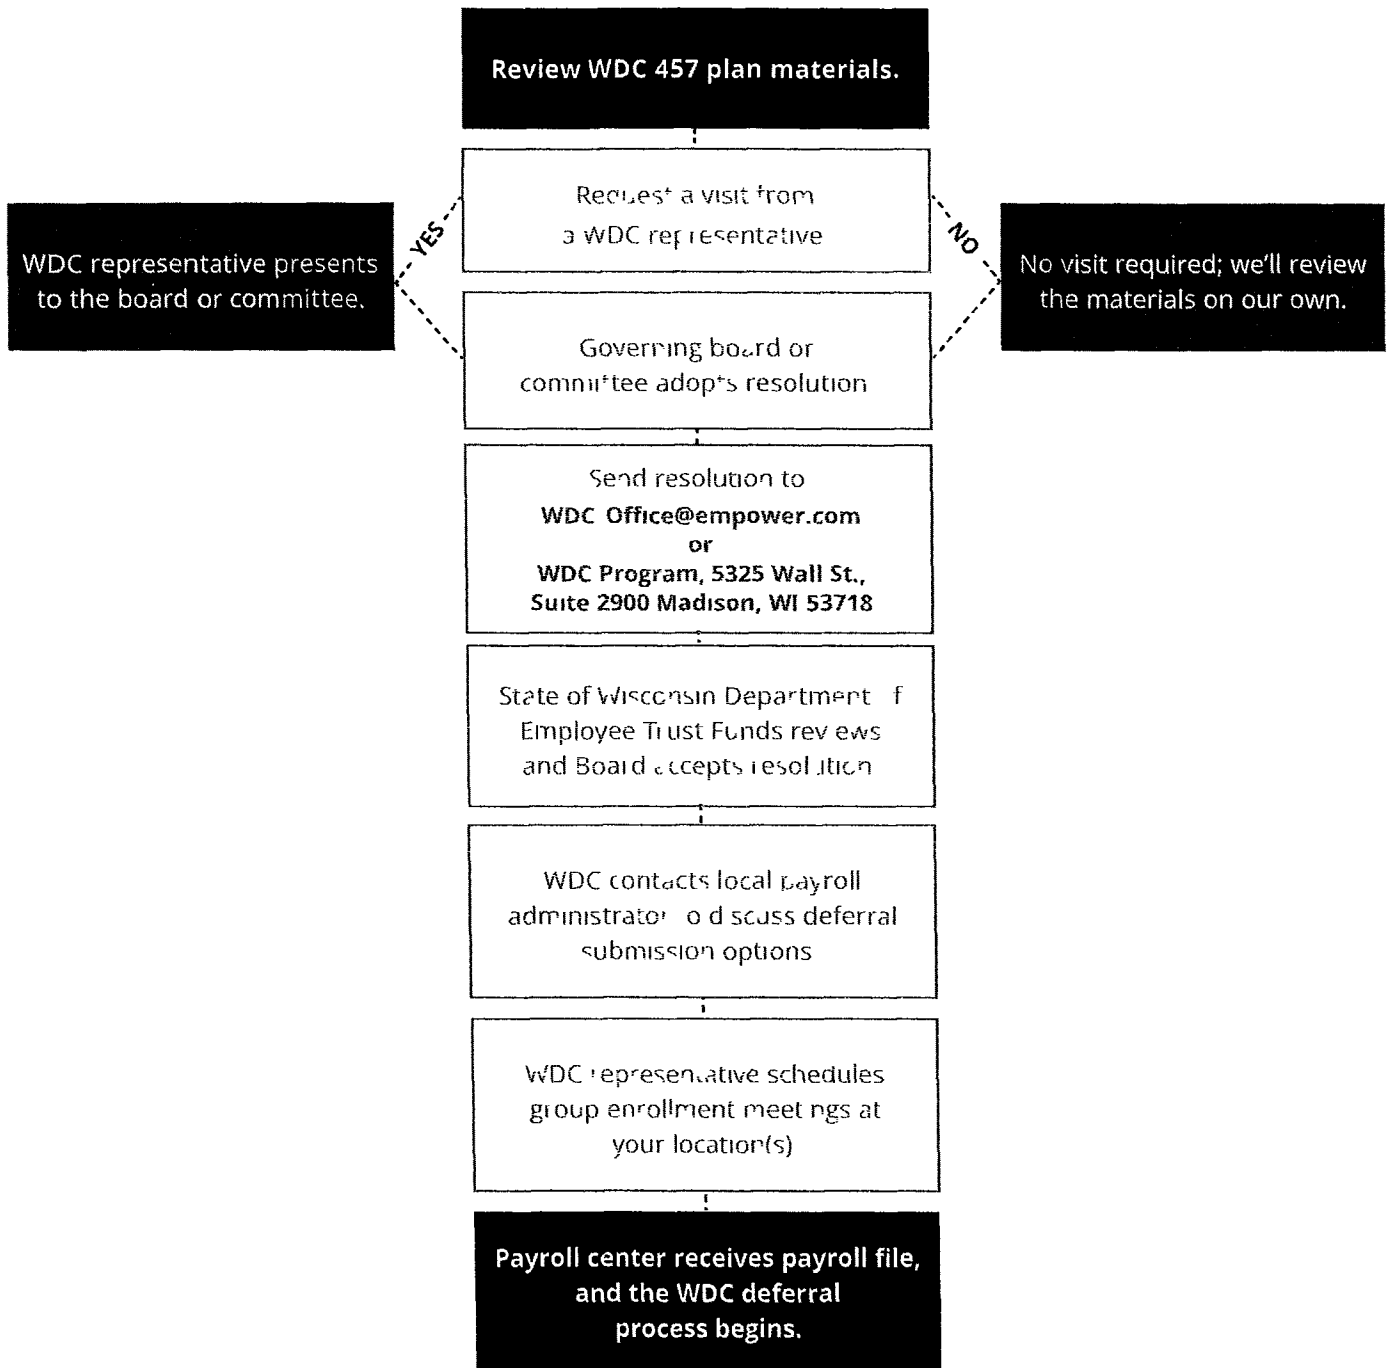 Review WDC 457 plan materials.
Request a visit from
a WDC representative
YES
NO
WDC representative presents
to the board or committee.
No visit required; we'll review
the materials on our own.
Governing board or
committee adopts resolution
Send resolution to
WDC Office@empower.com
or
WDC Program, 5325 Wall St.,
Suite 2900 Madison, WI 53718
State of Wisconsin Department of
Employee Trust Funds reviews
and Board accepts resolution
WDC contacts local payroll
administrator to discuss deferral
submission options
WDC representative schedules
group enrollment meetings at
your location(s)
Payroll center receives payroll file,
and the WDC deferral
process begins.